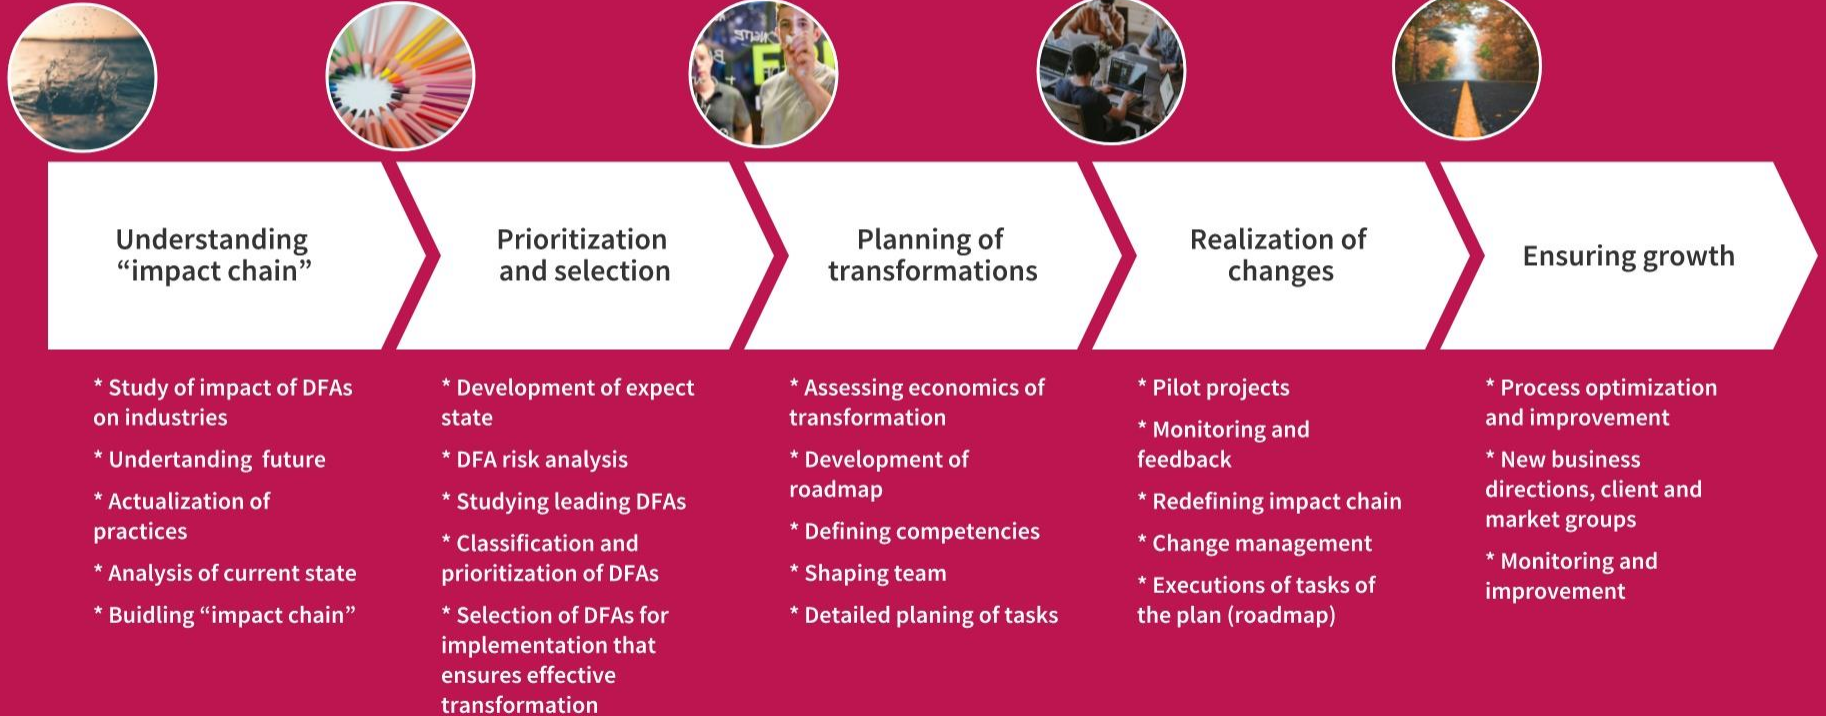 Understanding
“impact chain”
Prioritization
and selection
Planning of
transformations
Realization of
changes
Ensuring growth
* Study of impact of DFAs
on industries
* Undertanding future
* Actualization of
practices
* Analysis of current state
* Buidling “impact chain”
* Development of expect
state
* DFA risk analysis
* Studying leading DFAs
* Classification and
prioritization of DFAs
* Selection of DFAs for
implementation that
ensures effective
transformation
* Assessing economics of
transformation
* Development of
roadmap
* Defining competencies
* Shaping team
* Detailed planing of tasks
* Pilot projects
* Monitoring and
feedback
* Redefining impact chain
* Change management
* Executions of tasks of
the plan (roadmap)
* Process optimization
and improvement
* New business
directions, client and
market groups
* Monitoring and
improvement